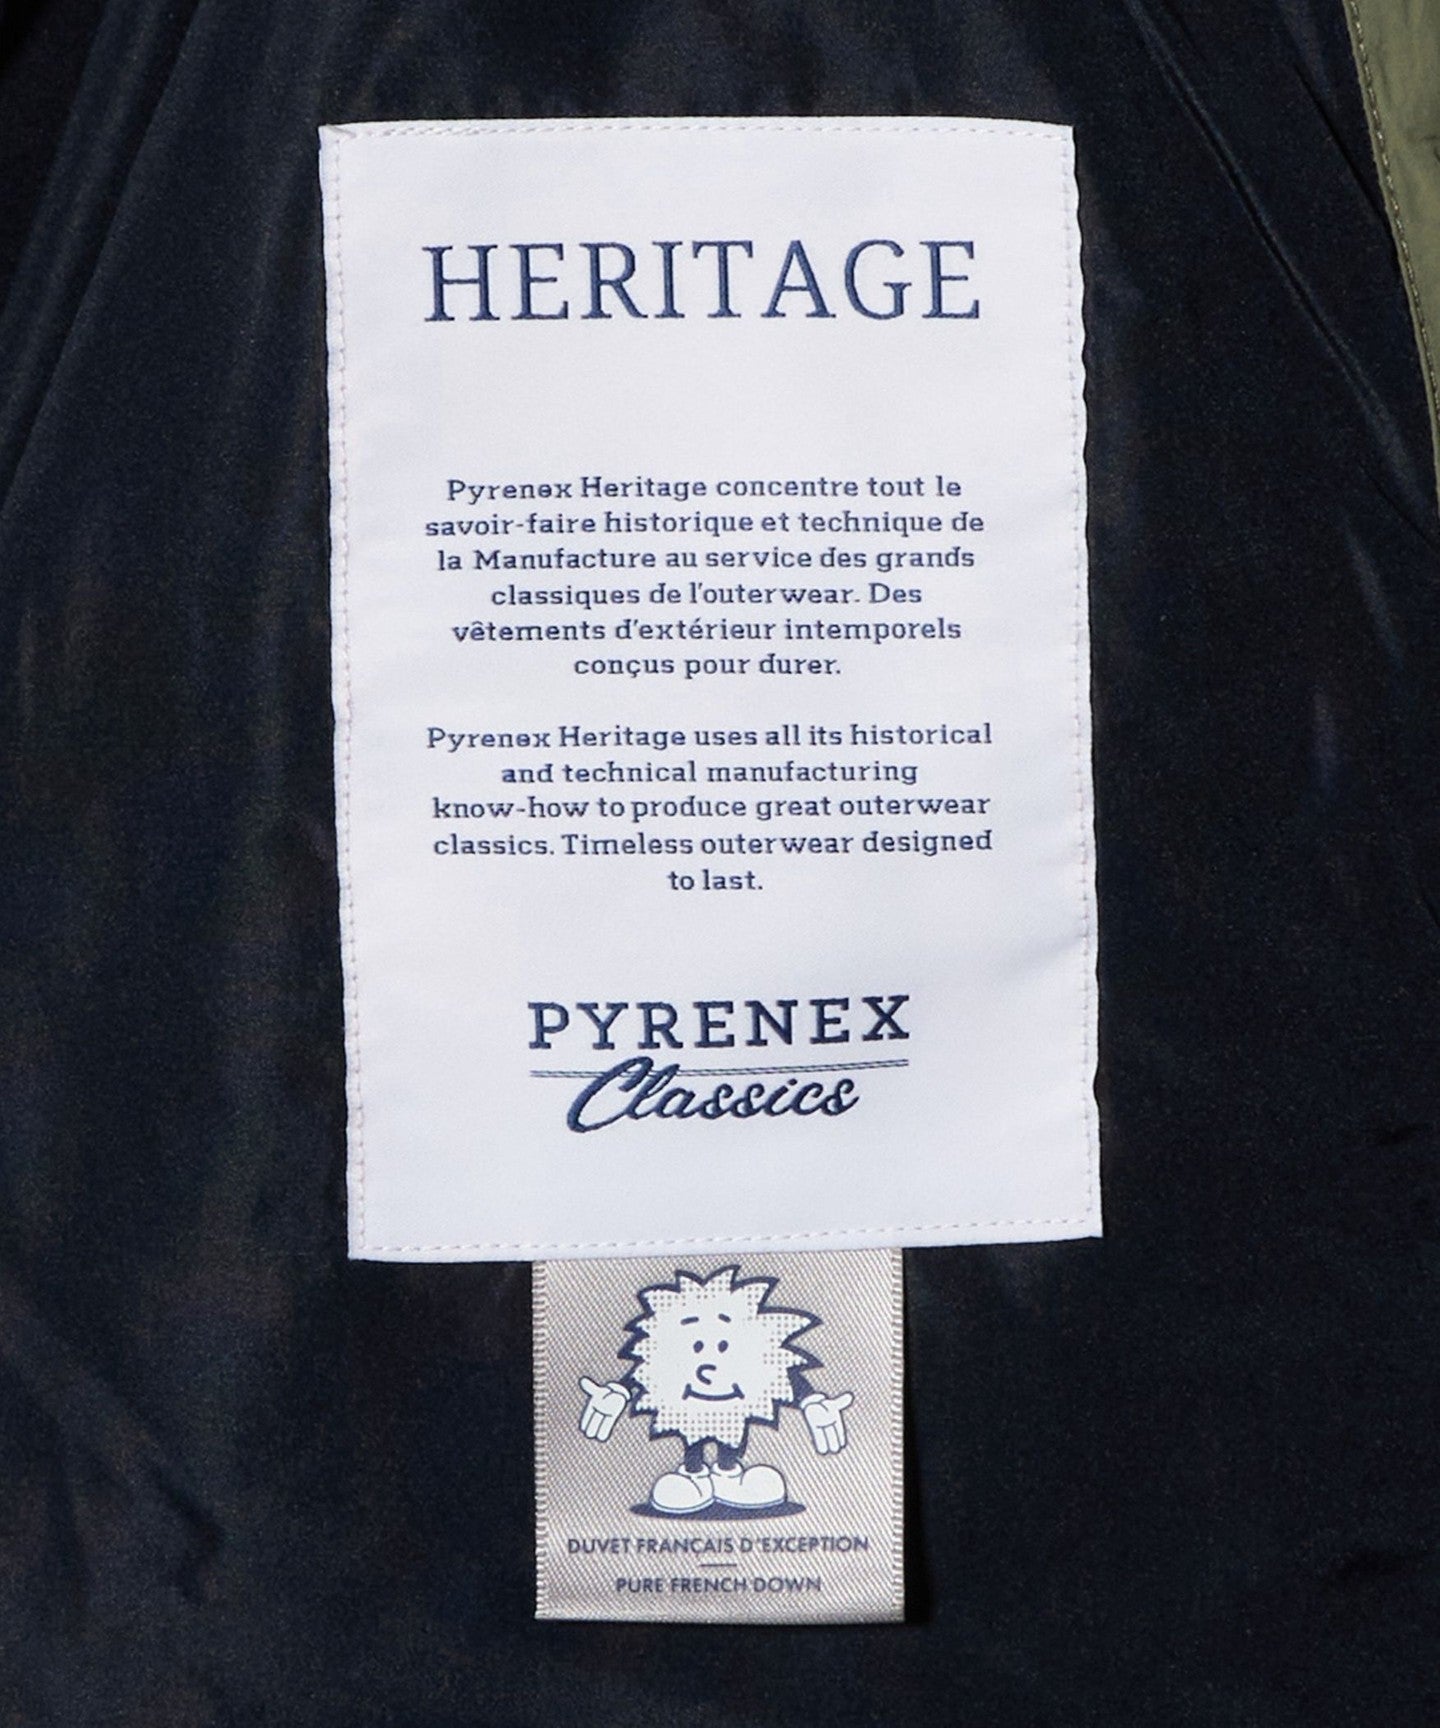 HERITAGE
Pyrenex Heritage concentre tout le
savoir-faire historique et technique de
la Manufacture au service des grands
classiques de l'outerwear. Des
vêtements d'extérieur intemporels
conçus pour durer.
Pyrenex Heritage uses all its historical
and technical manufacturing
know-how to produce great outerwear
classics. Timeless outerwear designed
to last.
PYRENEX
Classics
DUVET FRANÇAIS D'EXCEPTION
PURE FRENCH DOWN